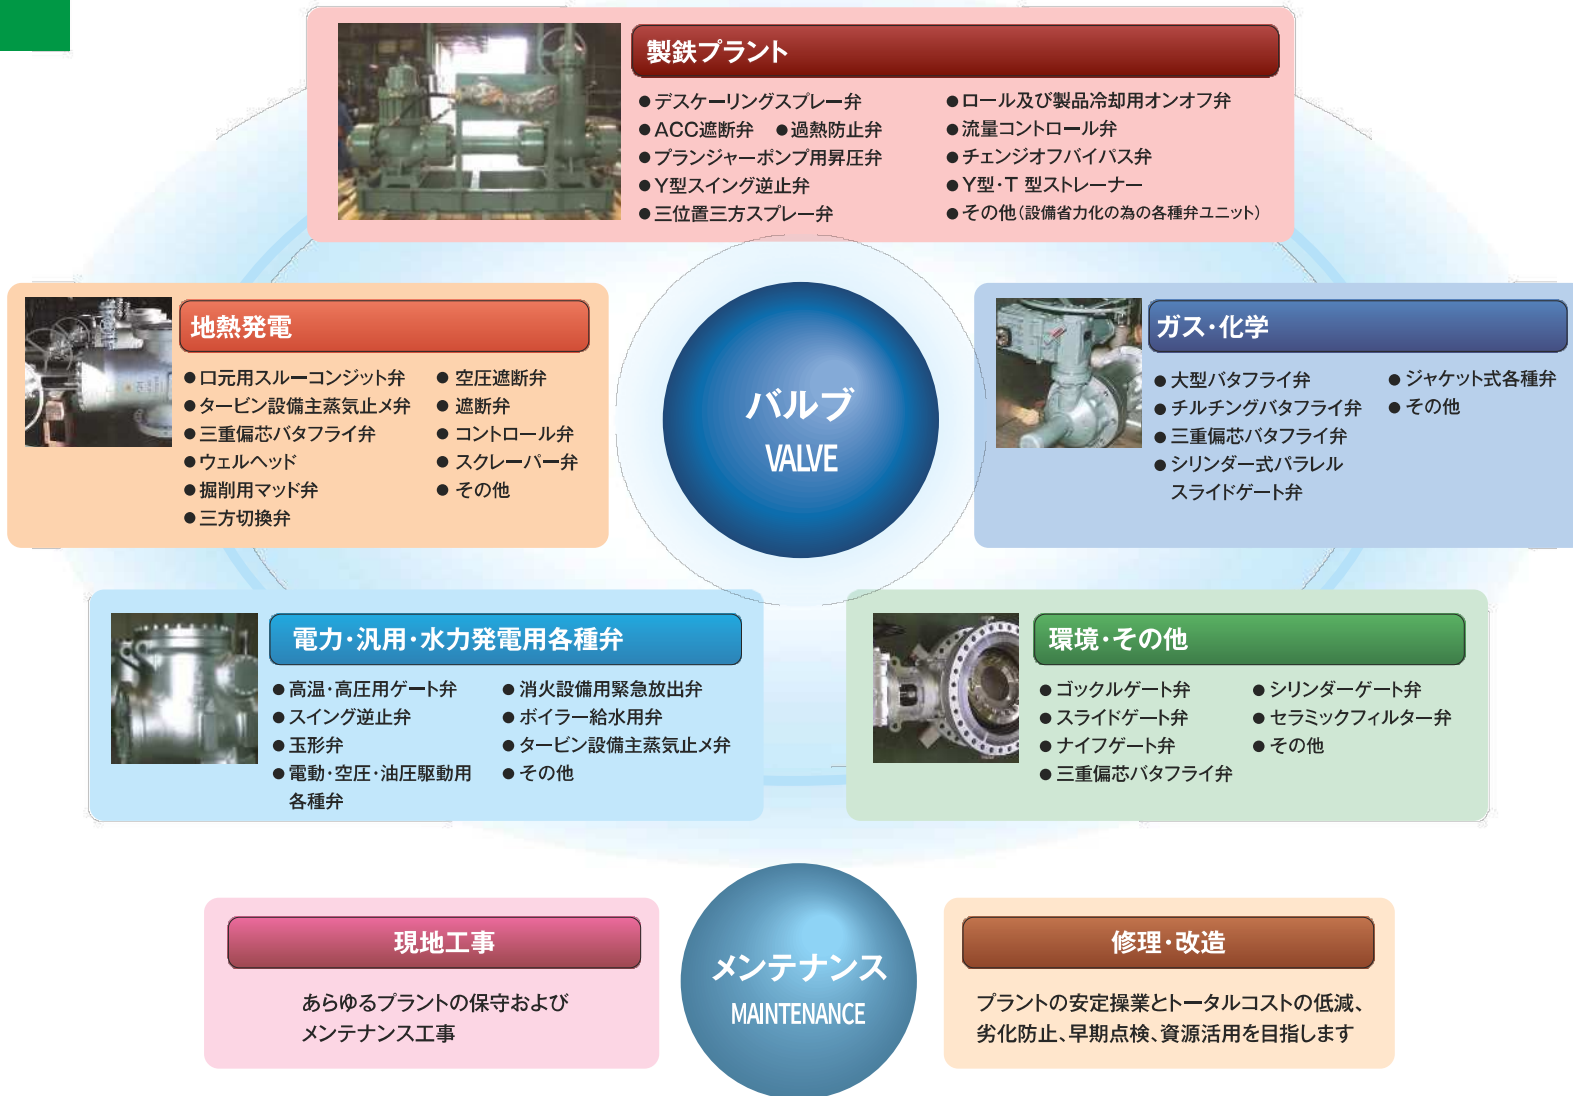 製鉄プラント
●デスケーリングスプレー弁
●ACC遮断弁 ●過熱防止弁
●プランジャーポンプ用昇圧弁
●Y型スイング逆止弁
●三位置三方スプレー弁
●ロール及び製品冷却用オンオフ弁
●流量コントロール弁
●チェンジオフバイパス弁
●Y型・T 型ストレーナー
●その他(設備省力化の為の各種弁ユニット)
地熱発電
●口元用スルーコンジット弁
●タービン設備主蒸気止メ弁
●三重偏芯バタフライ弁
●ウェルヘッド
●掘削用マッド弁
●三方切換弁
● 空圧遮断弁
● 遮断弁
● コントロール弁
● スクレーパー弁
● その他
バルブ
VALVE
ガス・化学
● 大型バタフライ弁
● チルチングバタフライ弁
● 三重偏芯バタフライ弁
● シリンダー式パラレル
スライドゲート弁
● ジャケット式各種弁
● その他
電力・汎用・水力発電用各種弁
● 高温・高圧用ゲート弁
● スイング逆止弁
● 玉形弁
● 電動・空圧・油圧駆動用
各種弁
● 消火設備用緊急放出弁
● ボイラー給水用弁
● タービン設備主蒸気止メ弁
● その他
環境・その他
● ゴックルゲート弁
● スライドゲート弁
● ナイフゲート弁
● 三重偏芯バタフライ弁
● シリンダーゲート弁
● セラミックフィルター弁
● その他
現地工事
あらゆるプラントの保守および
メンテナンス工事
メンテナンス
MAINTENANCE
修理・改造
プラントの安定操業とトータルコストの低減、
劣化防止、早期点検、資源活用を目指します